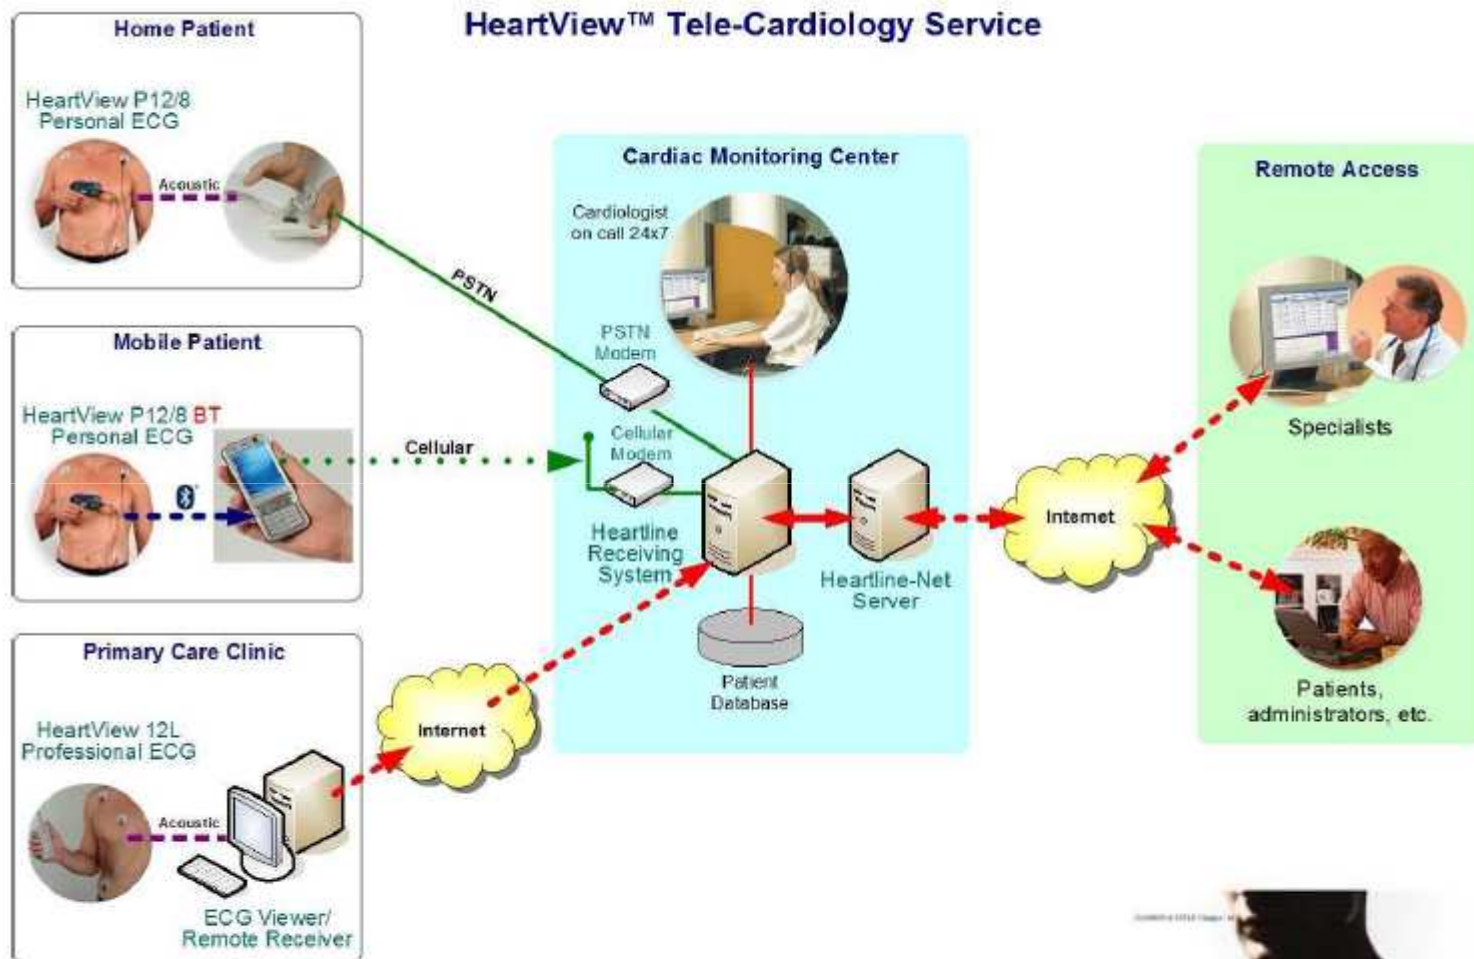 HeartView™ Tele-Cardiology Service
Home Patient
HeartView P12/8
Personal ECG
Acoustic
PSTN
Mobile Patient
HeartView P12/8 BT
Personal ECG
Cellular
Primary Care Clinic
HeartView 12L
Professional ECG
Acoustic
ECG Viewer/
Remote Receiver
Internet
Cardiac Monitoring Center
Cardiologist
on call 24x7
PSTN
Modem
Cellular
Modem
Heartline
Receiving
System
Heartline-Net
Server
Patient
Database
Internet
Remote Access
Specialists
Patients,
administrators, etc.